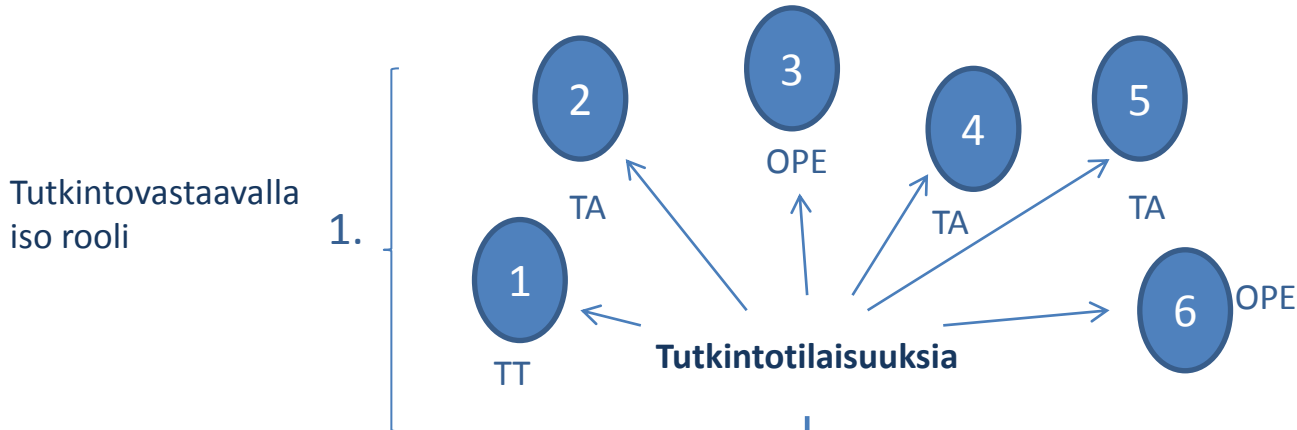 Tutkintovastaavalla
iso rooli
1.
1
TT
2
TA
3
OPE
4
TA
5
TA
6
OPE
Tutkintotilaisuuksia